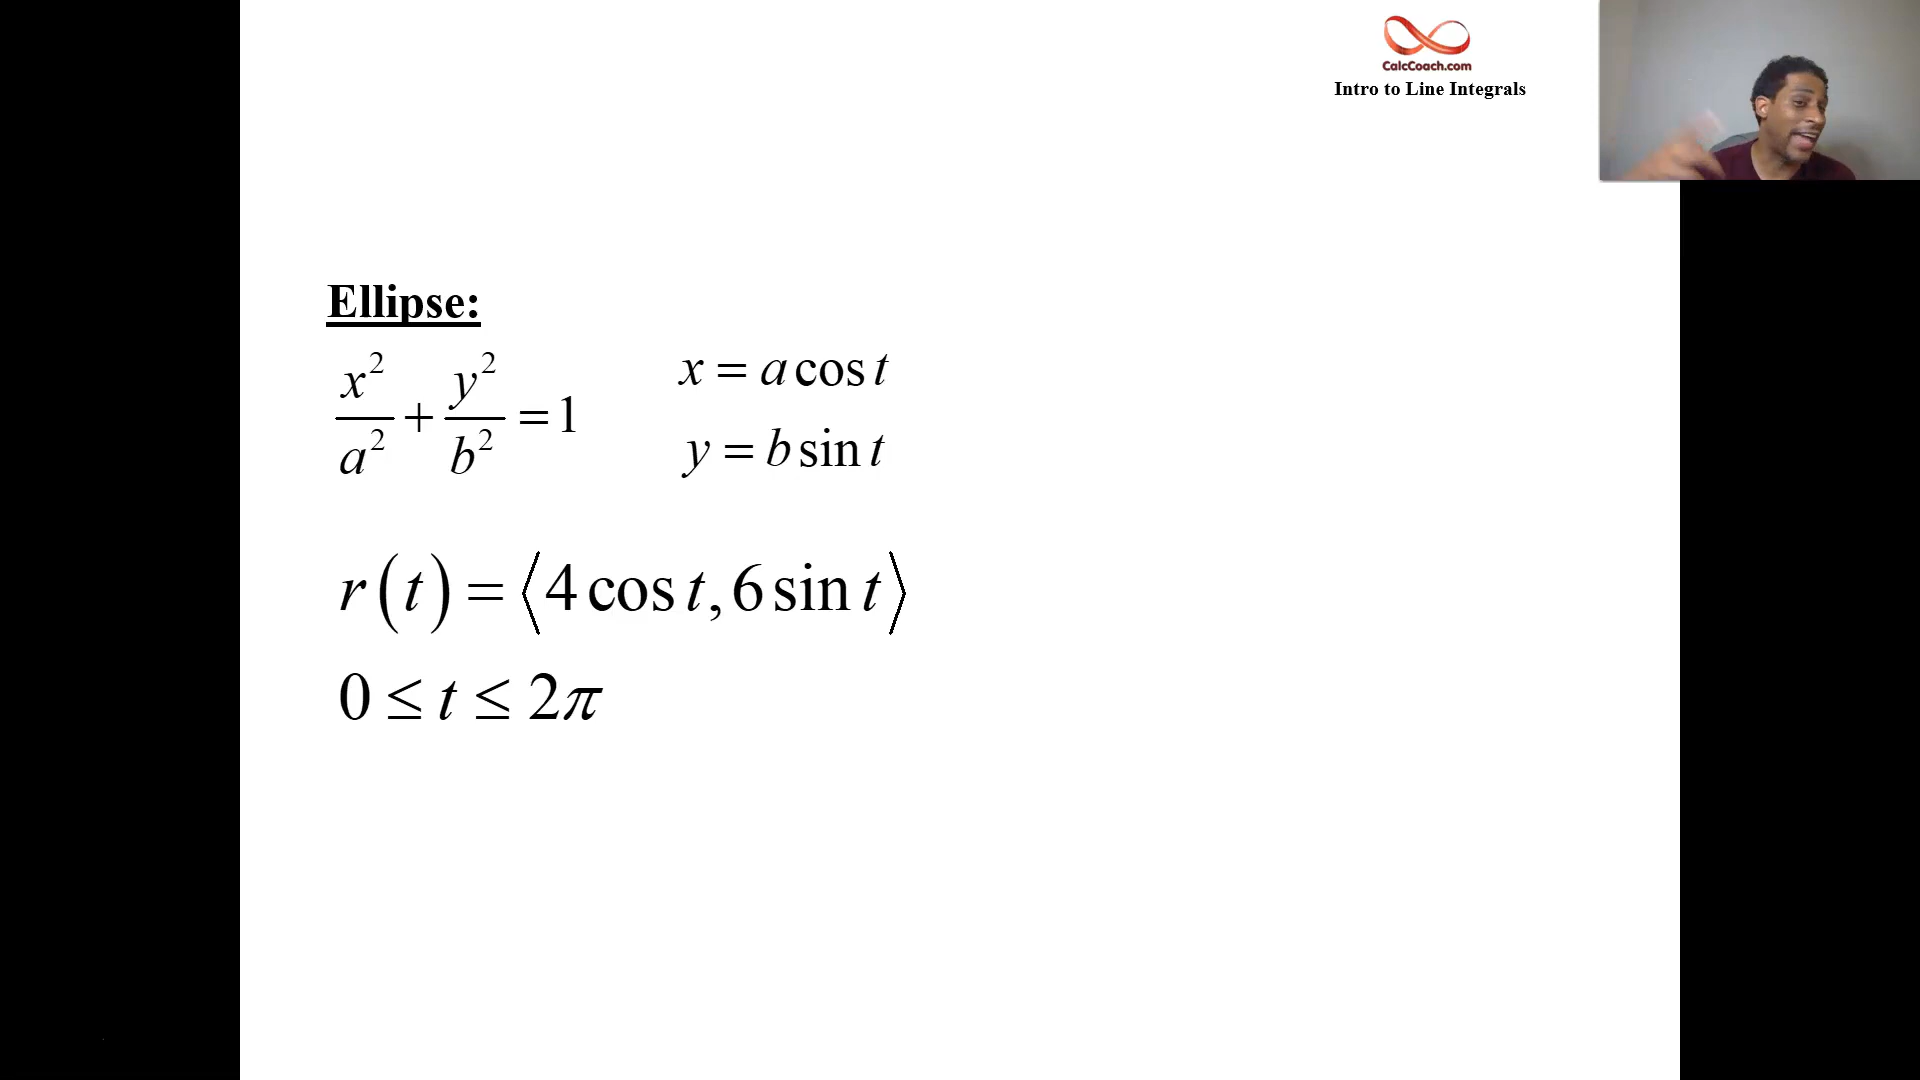 CalcCoach.com
Intro to Line Integrals
Ellipse:
x²/a² + y²/b² = 1
x = a cos t
y = b sin t
r(t) = ⟨4 cos t, 6 sin t⟩
0 ≤ t ≤ 2π